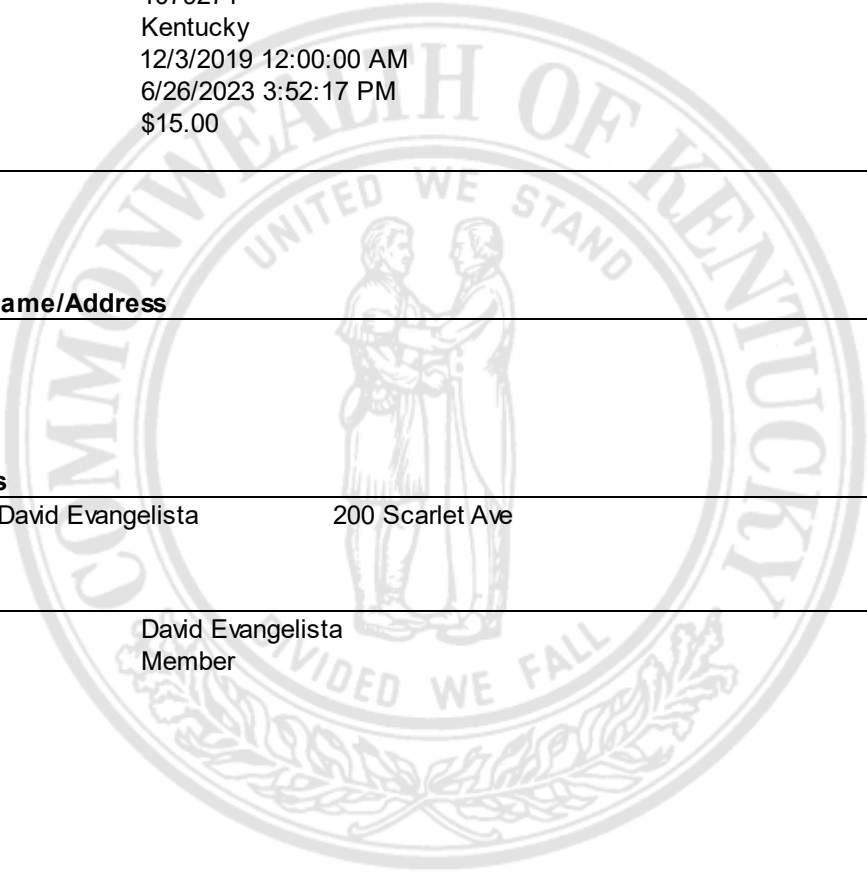 Kentucky
12/3/2019 12:00:00 AM
6/26/2023 3:52:17 PM
$15.00
COMMONWEALTH OF KENTUCKY
UNITED WE STAND
ame/Address
s
David Evangelista 200 Scarlet Ave
David Evangelista
Member
DIVIDED WE FALL